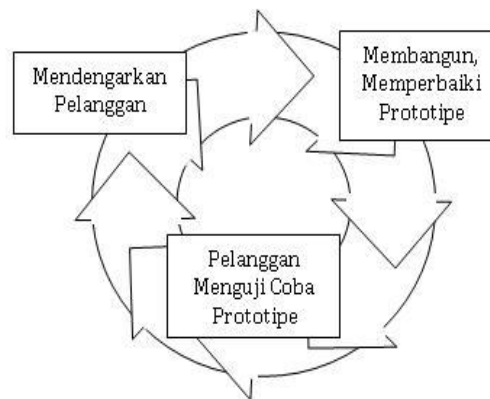 Mendengarkan
Pelanggan
Membangun,
Memperbaiki
Prototipe
Pelanggan
Menguji Coba
Prototipe